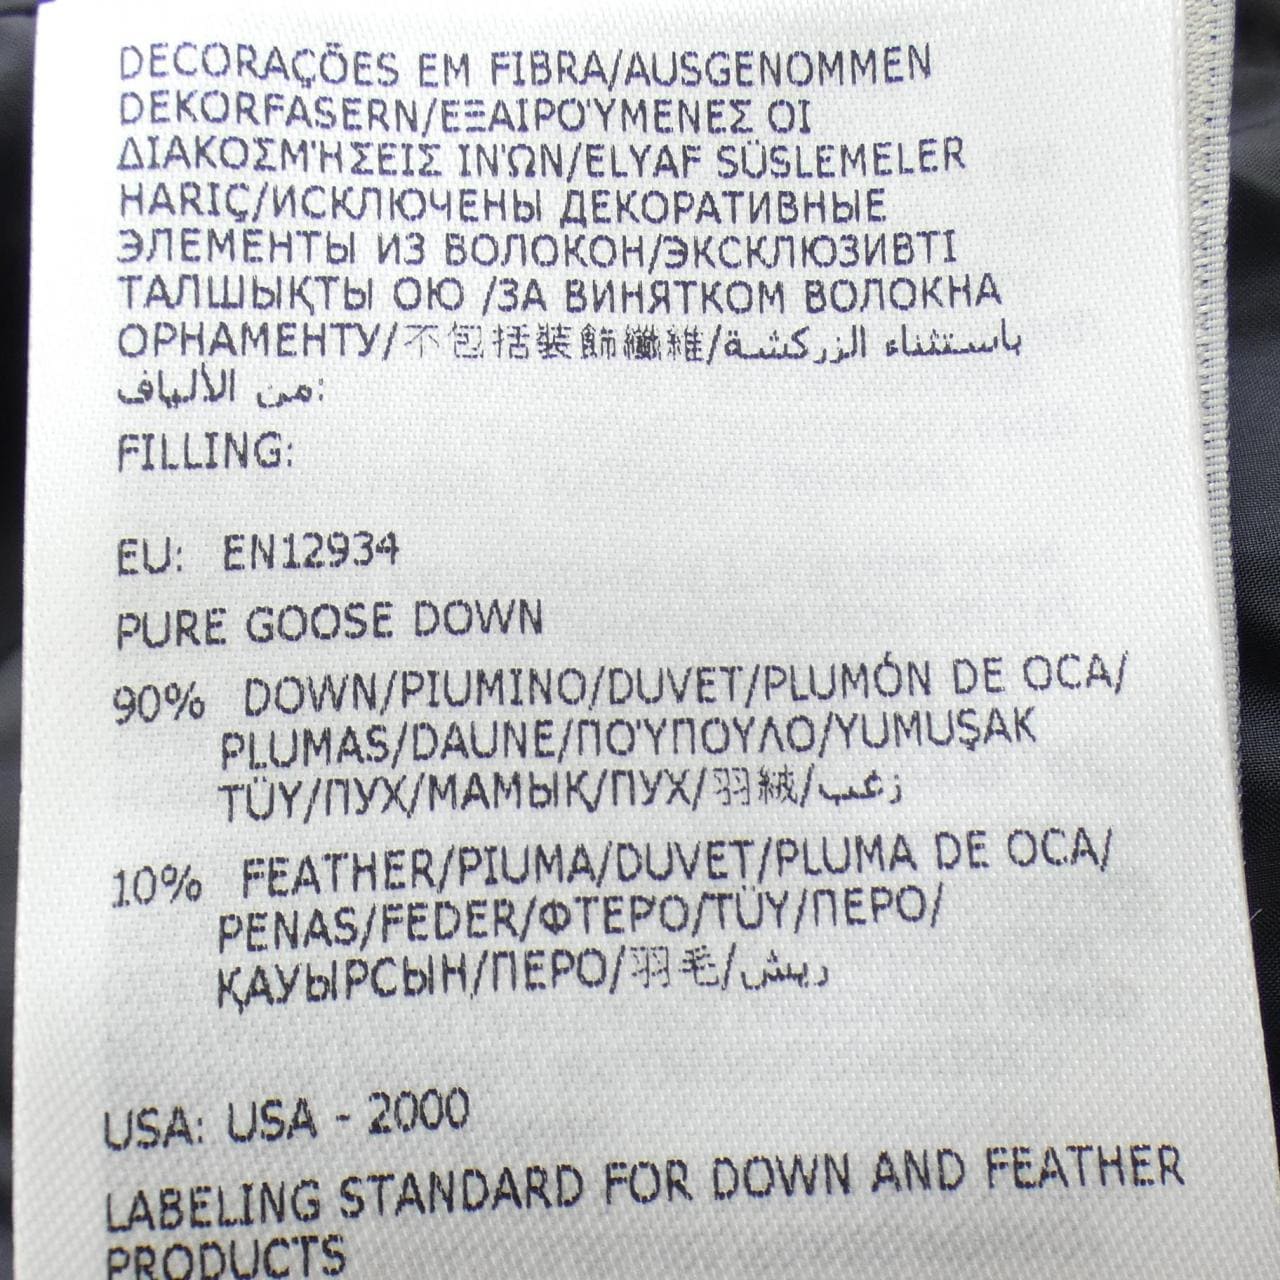 DECORAÇÕES EM FIBRA/AUSGENOMMEN
DEKORFASERN/ΕΞΑΙΡΟΎΜΕΝΕΣ ΟΙ
ΔΙΑΚΟΣΜΉΣΕΙΣ ΙΝΏΝ/ELYAF SÜSLEMELER
HARIÇ/ИСКЛЮЧЕНЫ ДЕКОРАТИВНЫЕ
ЭЛЕМЕНТЫ ИЗ ВОЛОКОН/ЭКСКЛЮЗИВТІ
ТАЛШЫҚТЫ ОЮ /ЗА ВИНЯТКОМ ВОЛОКНА
ОРНАМЕНТУ/不包括裝飾纖維/باستثناء الزركشة
من الألياف:
FILLING:
EU: EN12934
PURE GOOSE DOWN
90% DOWN/PIUMINO/DUVET/PLUMÓN DE OCA/
PLUMAS/DAUNE/ΠΟΎΠΟΥΛΟ/YUMUŞAK
TÜY/ПУХ/МАМЫҚ/ПУХ/羽絨/زغب
10% FEATHER/PIUMA/DUVET/PLUMA DE OCA/
PENAS/FEDER/ΦΤΕΡΌ/TÜY/ПЕРО/
ҚАУЫРСЫН/ПЕРО/羽毛/ريش
USA: USA - 2000
LABELING STANDARD FOR DOWN AND FEATHER
PRODUCTS